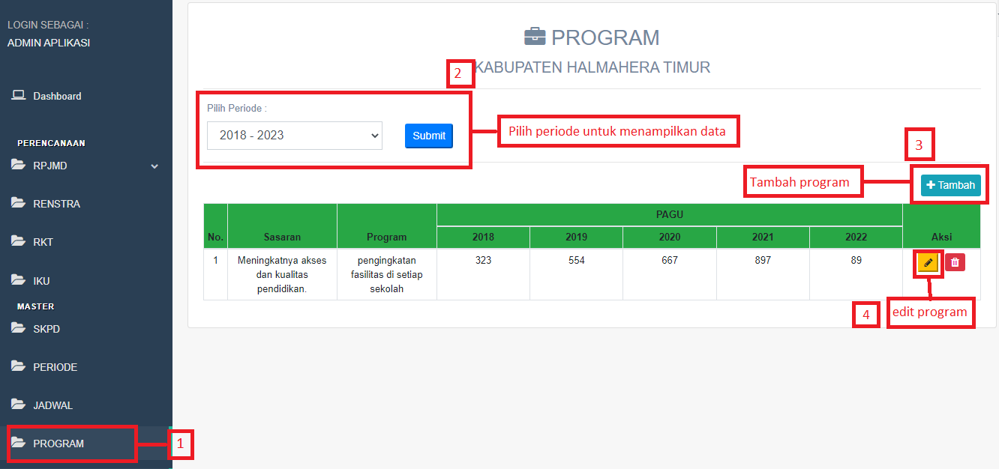 LOGIN SEBAGAI :
ADMIN APLIKASI
Dashboard
PERENCANAAN
RPJMD
RENSTRA
RKT
IKU
MASTER
SKPD
PERIODE
JADWAL
PROGRAM
1
PROGRAM
KABUPATEN HALMAHERA TIMUR
2
Pilih Periode :
2018 - 2023
Submit
Pilih periode untuk menampilkan data
3
Tambah program
Tambah
No. Sasaran Program PAGU Aksi
2018 2019 2020 2021 2022
1 Meningkatnya akses pengingkatan 323 554 667 897 89
dan kualitas fasilitas di setiap
pendidikan. sekolah
4
edit program